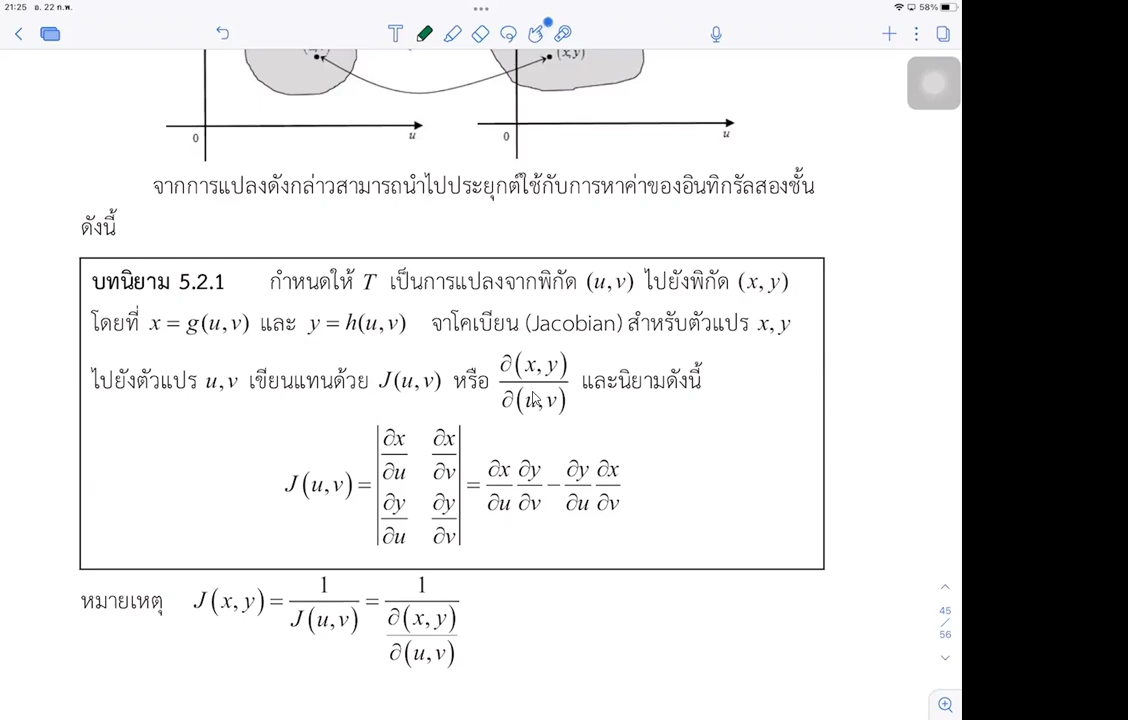 21:25 อ. 22 ก.พ.
58%
T
(x,y)
0 u
0 u
จากการแปลงดังกล่าวสามารถนำไปประยุกต์ใช้กับการหาค่าของอินทิกรัลสองชั้น
ดังนี้
บทนิยาม 5.2.1 กำหนดให้ T เป็นการแปลงจากพิกัด (u, v) ไปยังพิกัด (x, y)
โดยที่ x = g(u, v) และ y = h(u, v) จาโคเบียน (Jacobian) สำหรับตัวแปร x, y
ไปยังตัวแปร u, v เขียนแทนด้วย J(u, v) หรือ ∂(x, y)/∂(u, v) และนิยามดังนี้
J(u, v) = |∂x/∂u ∂x/∂v; ∂y/∂u ∂y/∂v| = ∂x/∂u ∂y/∂v − ∂y/∂u ∂x/∂v
หมายเหตุ J(x, y) = 1/J(u, v) = 1/(∂(x, y)/∂(u, v))
45
/
56